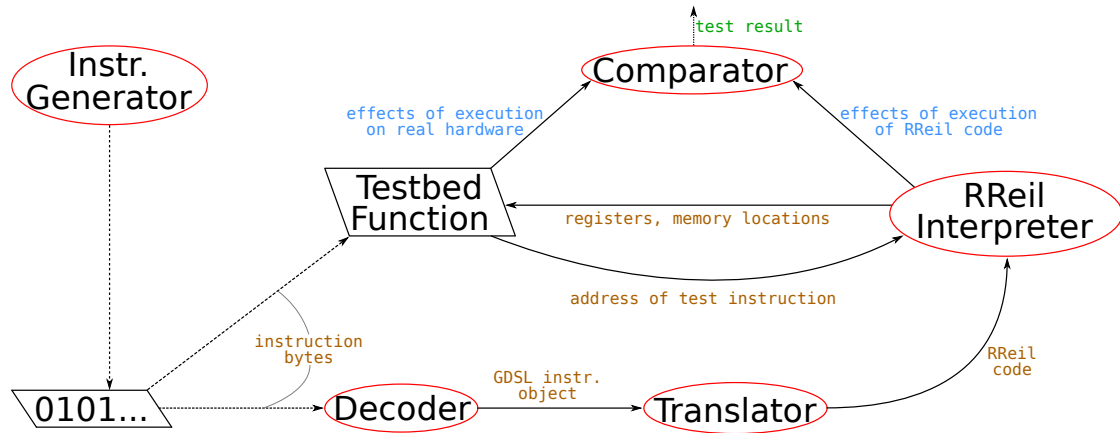 test result
Instr.
Generator
Comparator
effects of execution
on real hardware
effects of execution
of RReil code
Testbed
Function
registers, memory locations
RReil
Interpreter
address of test instruction
instruction
bytes
RReil
code
0101...
Decoder
GDSL instr.
object
Translator